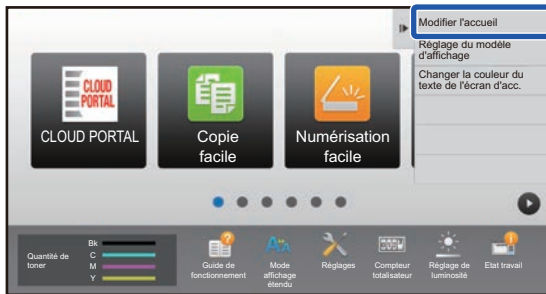 Modifier l'accueil
Réglage du modèle
d'affichage
Changer la couleur du
texte de l'écran d'acc.
CLOUD
PORTAL
CLOUD PORTAL
Copie
facile
Numérisation
facile
Quantité de
toner
Bk
C
M
Y
Guide de
fonctionnement
Mode
affichage
étendu
Réglages
Compteur
totalisateur
Réglage de
luminosité
Etat travail